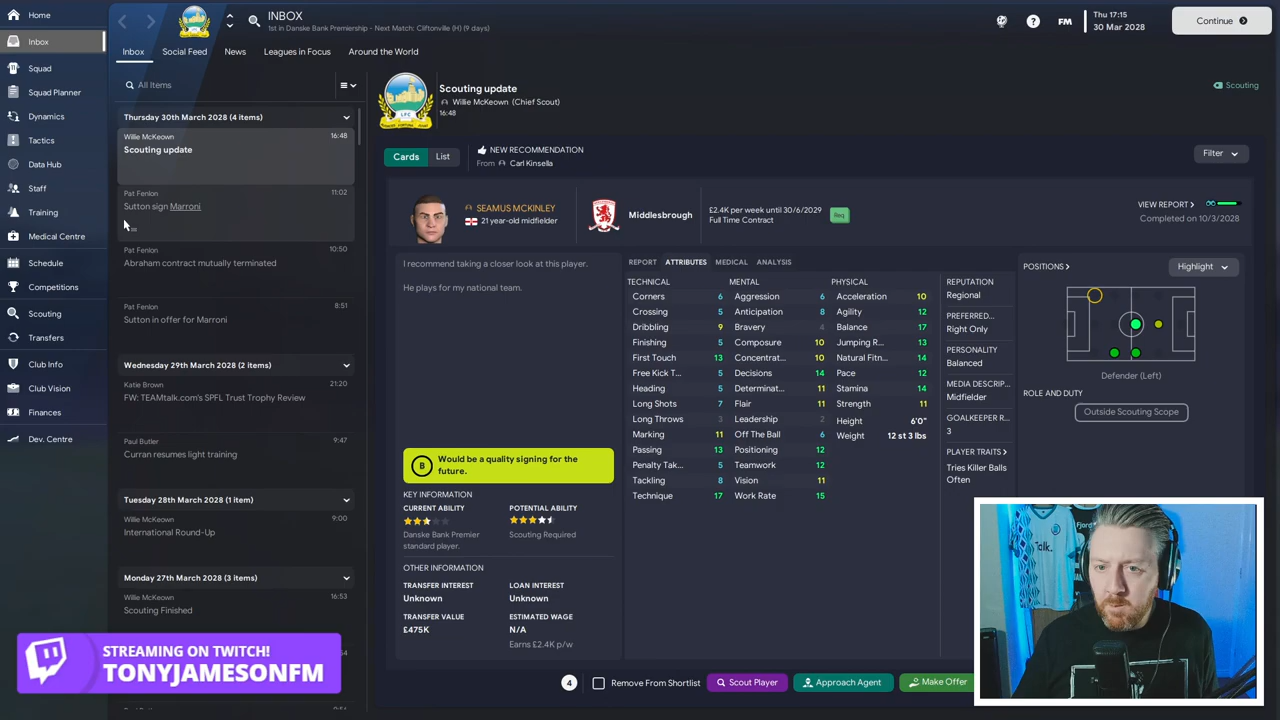 Home
Inbox
Squad
Squad Planner
Dynamics
Tactics
Data Hub
Staff
Training
Medical Centre
Schedule
Competitions
Scouting
Transfers
Club Info
Club Vision
Finances
Dev. Centre
INBOX
1st in Danske Bank Premiership - Next Match: Cliftonville (H) (9 days)
FM
Thu 17:15
30 Mar 2028
Continue
Inbox
Social Feed
News
Leagues in Focus
Around the World
All Items
Thursday 30th March 2028 (4 items)
Willie McKeown
16:48
Scouting update
Pat Fenlon
11:02
Sutton sign Marroni
Pat Fenlon
10:50
Abraham contract mutually terminated
Pat Fenlon
8:51
Sutton in offer for Marroni
Wednesday 29th March 2028 (2 items)
Katie Brown
21:20
FW: TEAMtalk.com's SPFL Trust Trophy Review
Paul Butler
9:47
Curran resumes light training
Tuesday 28th March 2028 (1 item)
Willie McKeown
9:00
International Round-Up
Monday 27th March 2028 (3 items)
Willie McKeown
16:53
Scouting Finished
STREAMING ON TWITCH!
TONYJAMESONFM
Scouting update
Willie McKeown (Chief Scout)
16:48
Scouting
Cards
List
NEW RECOMMENDATION
From Carl Kinsella
Filter
SEAMUS MCKINLEY
21 year-old midfielder
Middlesbrough
£2.4K per week until 30/6/2029
Full Time Contract
Req
VIEW REPORT >
Completed on 10/3/2028
I recommend taking a closer look at this player.
He plays for my national team.
B
Would be a quality signing for the
future.
KEY INFORMATION
CURRENT ABILITY
Danske Bank Premier
standard player.
POTENTIAL ABILITY
Scouting Required
OTHER INFORMATION
TRANSFER INTEREST
Unknown
LOAN INTEREST
Unknown
TRANSFER VALUE
£475K
ESTIMATED WAGE
N/A
Earns £2.4K p/w
REPORT
ATTRIBUTES
MEDICAL
ANALYSIS
TECHNICAL
Corners 6
Crossing 5
Dribbling 9
Finishing 5
First Touch 13
Free Kick T... 5
Heading 5
Long Shots 7
Long Throws 3
Marking 11
Passing 13
Penalty Tak... 5
Tackling 8
Technique 17
MENTAL
Aggression 6
Anticipation 8
Bravery 4
Composure 10
Concentrat... 10
Decisions 14
Determinat... 11
Flair 11
Leadership 2
Off The Ball 6
Positioning 12
Teamwork 12
Vision 11
Work Rate 15
PHYSICAL
Acceleration 10
Agility 12
Balance 17
Jumping R... 13
Natural Fitn... 14
Pace 12
Stamina 14
Strength 11
Height 6'0"
Weight 12 st 3 lbs
REPUTATION
Regional
PREFERRED...
Right Only
PERSONALITY
Balanced
MEDIA DESCRIP...
Midfielder
GOALKEEPER R...
3
PLAYER TRAITS >
Tries Killer Balls
Often
POSITIONS >
Highlight
Defender (Left)
ROLE AND DUTY
Outside Scouting Scope
4
Remove From Shortlist
Scout Player
Approach Agent
Make Offer